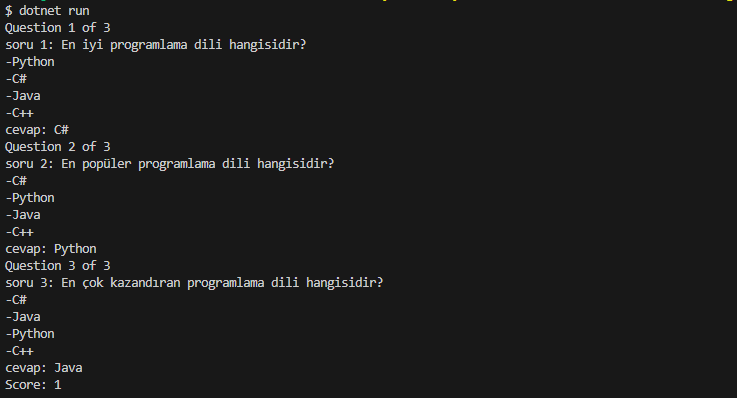 $ dotnet run
Question 1 of 3
soru 1: En iyi programlama dili hangisidir?
-Python
-C#
-Java
-C++
cevap: C#
Question 2 of 3
soru 2: En popüler programlama dili hangisidir?
-C#
-Python
-Java
-C++
cevap: Python
Question 3 of 3
soru 3: En çok kazandıran programlama dili hangisidir?
-C#
-Java
-Python
-C++
cevap: Java
Score: 1